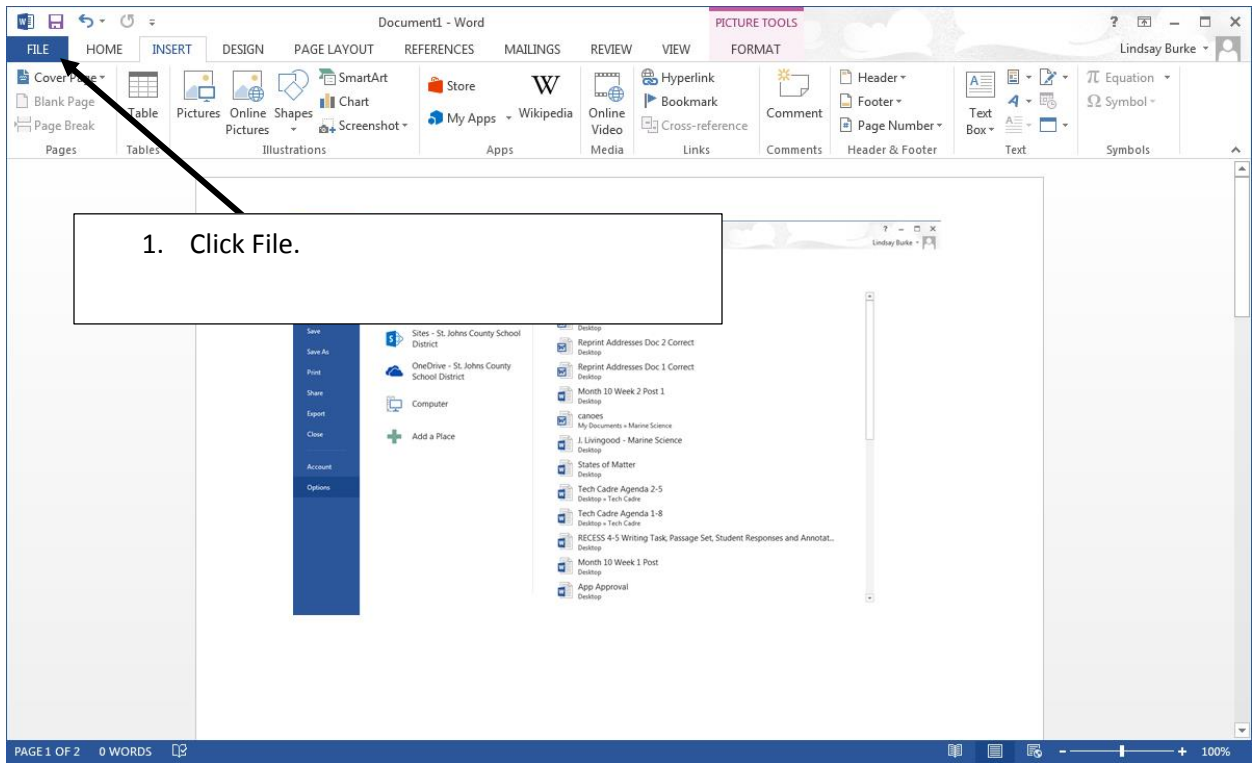 Document1 - Word
PICTURE TOOLS
?
FILE HOME INSERT DESIGN PAGE LAYOUT REFERENCES MAILINGS REVIEW VIEW FORMAT
Lindsay Burke
Cover Page
Blank Page
Page Break
Pages
Table
Tables
Pictures
Online Pictures
Shapes
SmartArt
Chart
Screenshot
Illustrations
Store
My Apps
W Wikipedia
Apps
Online Video
Media
Hyperlink
Bookmark
Cross-reference
Links
Comment
Comments
Header
Footer
Page Number
Header & Footer
A Text Box
Text
π Equation
Ω Symbol
Symbols
1. Click File.
?
Lindsay Burke
Save
Save As
Print
Share
Export
Close
Account
Options
Sites - St. Johns County School
District
OneDrive - St. Johns County
School District
Computer
Add a Place
Desktop
Reprint Addresses Doc 2 Correct
Desktop
Reprint Addresses Doc 1 Correct
Desktop
Month 10 Week 2 Post 1
Desktop
canoes
My Documents » Marine Science
J. Livingood - Marine Science
Desktop
States of Matter
Desktop
Tech Cadre Agenda 2-5
Desktop » Tech Cadre
Tech Cadre Agenda 1-8
Desktop » Tech Cadre
RECESS 4-5 Writing Task, Passage Set, Student Responses and Annotat..
Desktop
Month 10 Week 1 Post
Desktop
App Approval
Desktop
PAGE 1 OF 2 0 WORDS
100%